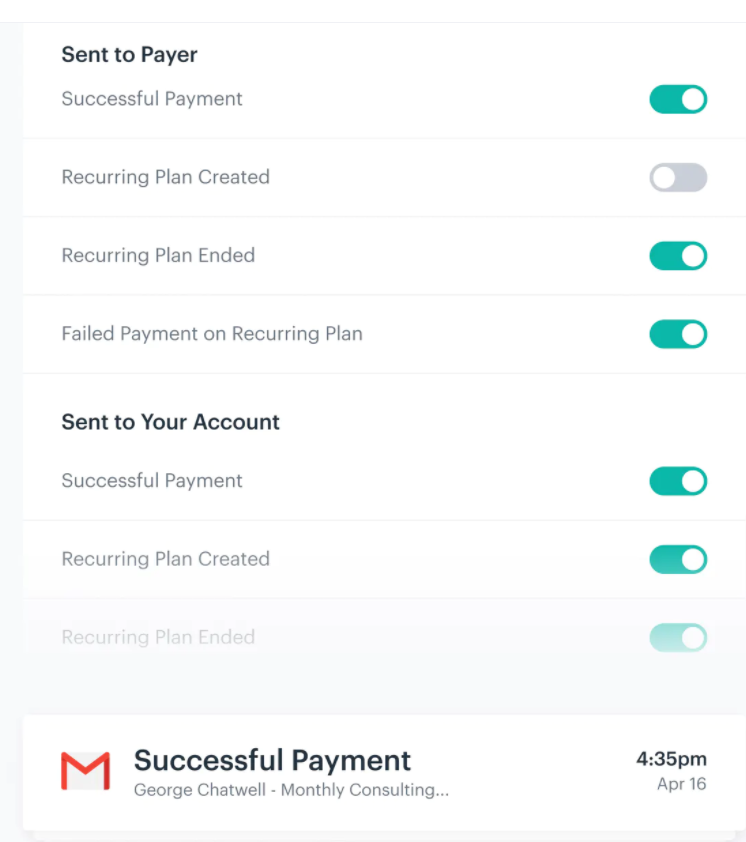 Sent to Payer
Successful Payment
Recurring Plan Created
Recurring Plan Ended
Failed Payment on Recurring Plan
Sent to Your Account
Successful Payment
Recurring Plan Created
Recurring Plan Ended
Successful Payment 4:35pm
George Chatwell - Monthly Consulting... Apr 16